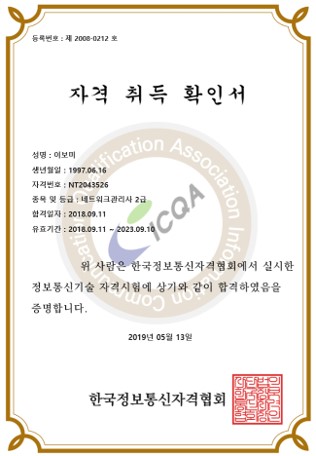 등록번호 : 제 2008-0212 호
자격 취득 확인서
성명 : 이보미
생년월일 : 1997.06.16
자격번호 : NT2043526
종목 및 등급 : 네트워크관리사 2급
합격일자 : 2018.09.11
유효기간 : 2018.09.11 ~ 2023.09.10
Information Communication Qualification Association
ICQA
위 사람은 한국정보통신자격협회에서 실시한
정보통신기술 자격시험에 상기와 같이 합격하였음을
증명합니다.
2019년 05월 13일
한국정보통신자격협회